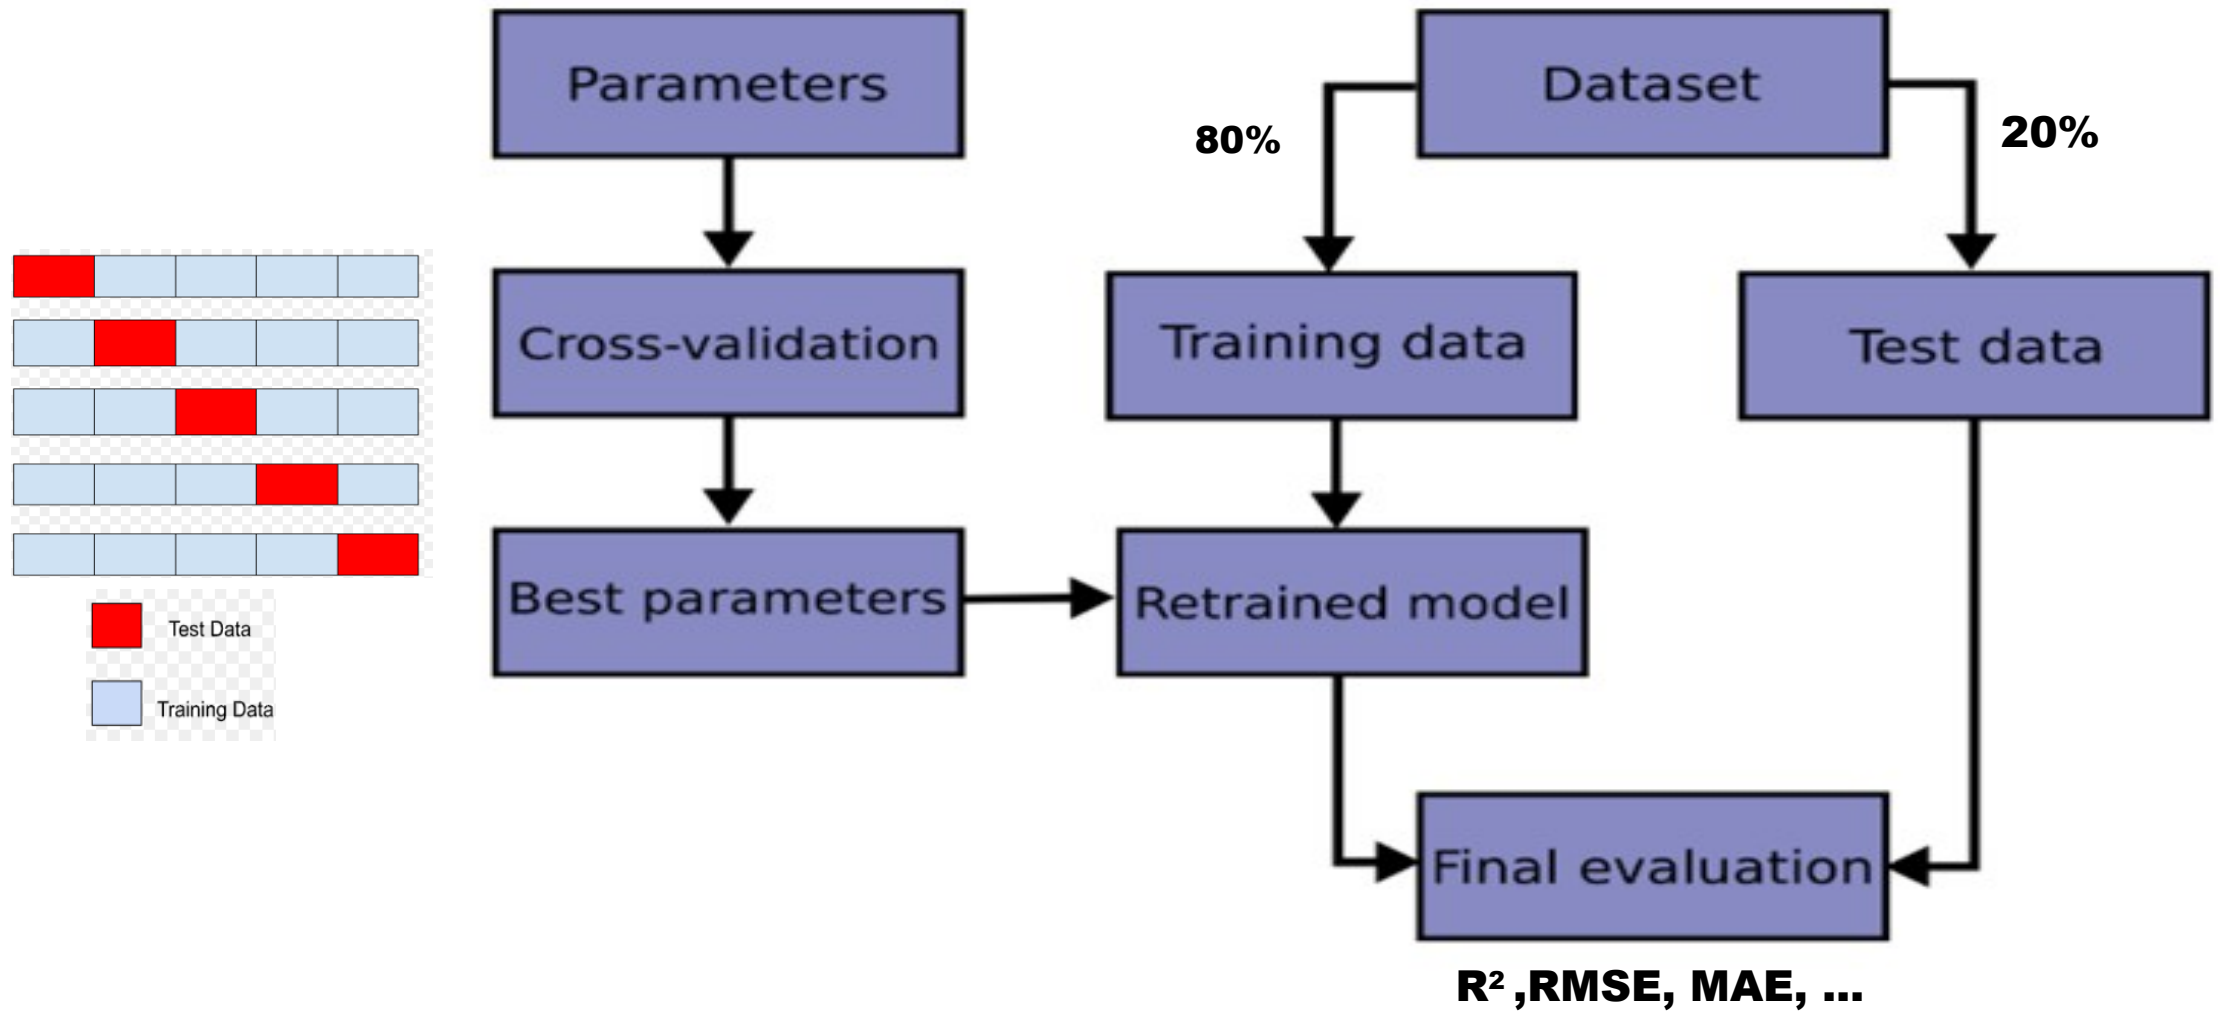 Parameters
Dataset
80%
20%
Cross-validation
Training data
Test data
Best parameters
Retrained model
Test Data
Training Data
Final evaluation
R² ,RMSE, MAE, ...